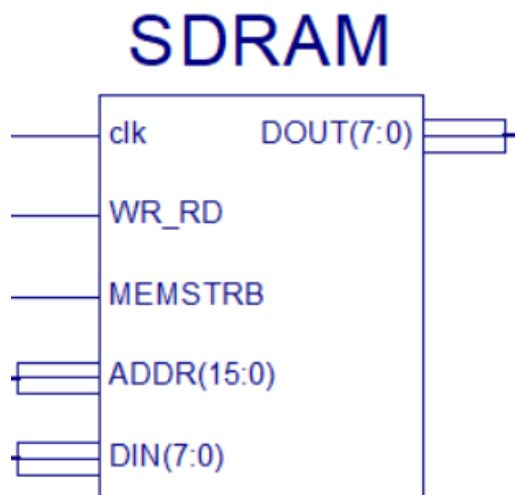 SDRAM
clk DOUT(7:0)
WR_RD
MEMSTRB
ADDR(15:0)
DIN(7:0)